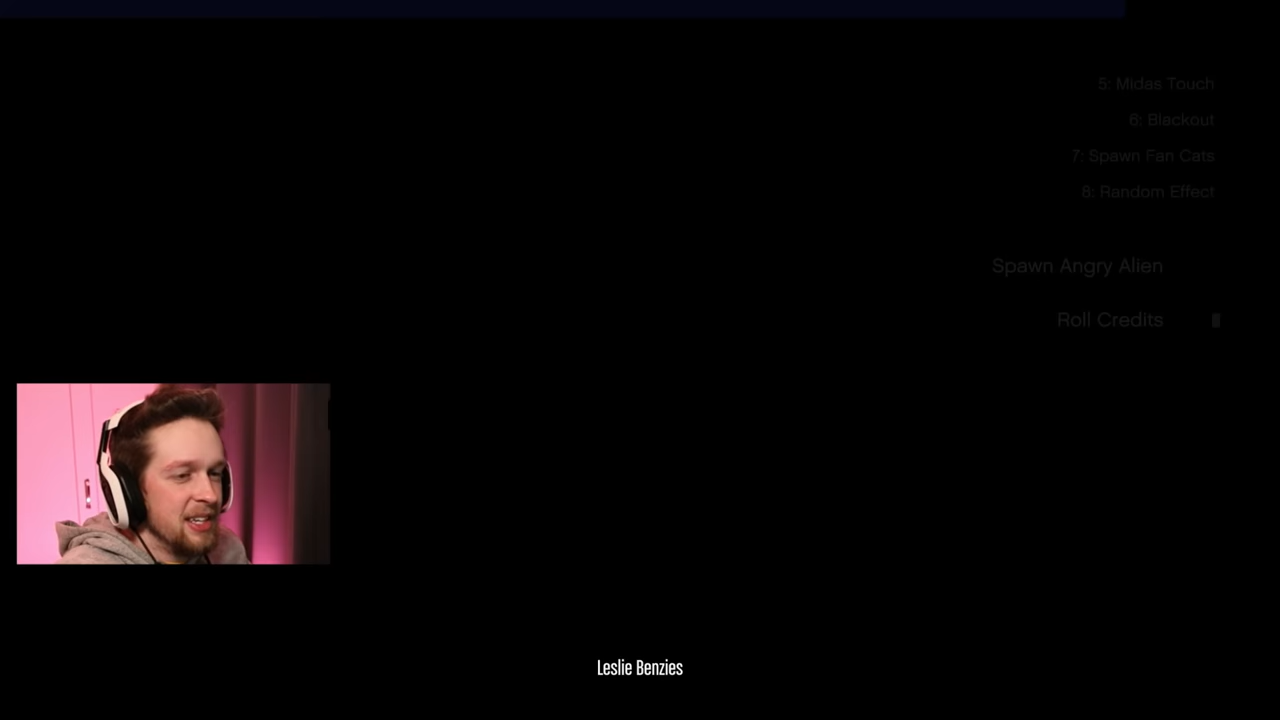 5: Midas Touch
6: Blackout
7: Spawn Fan Cats
8: Random Effect
Spawn Angry Alien
Roll Credits
Leslie Benzies